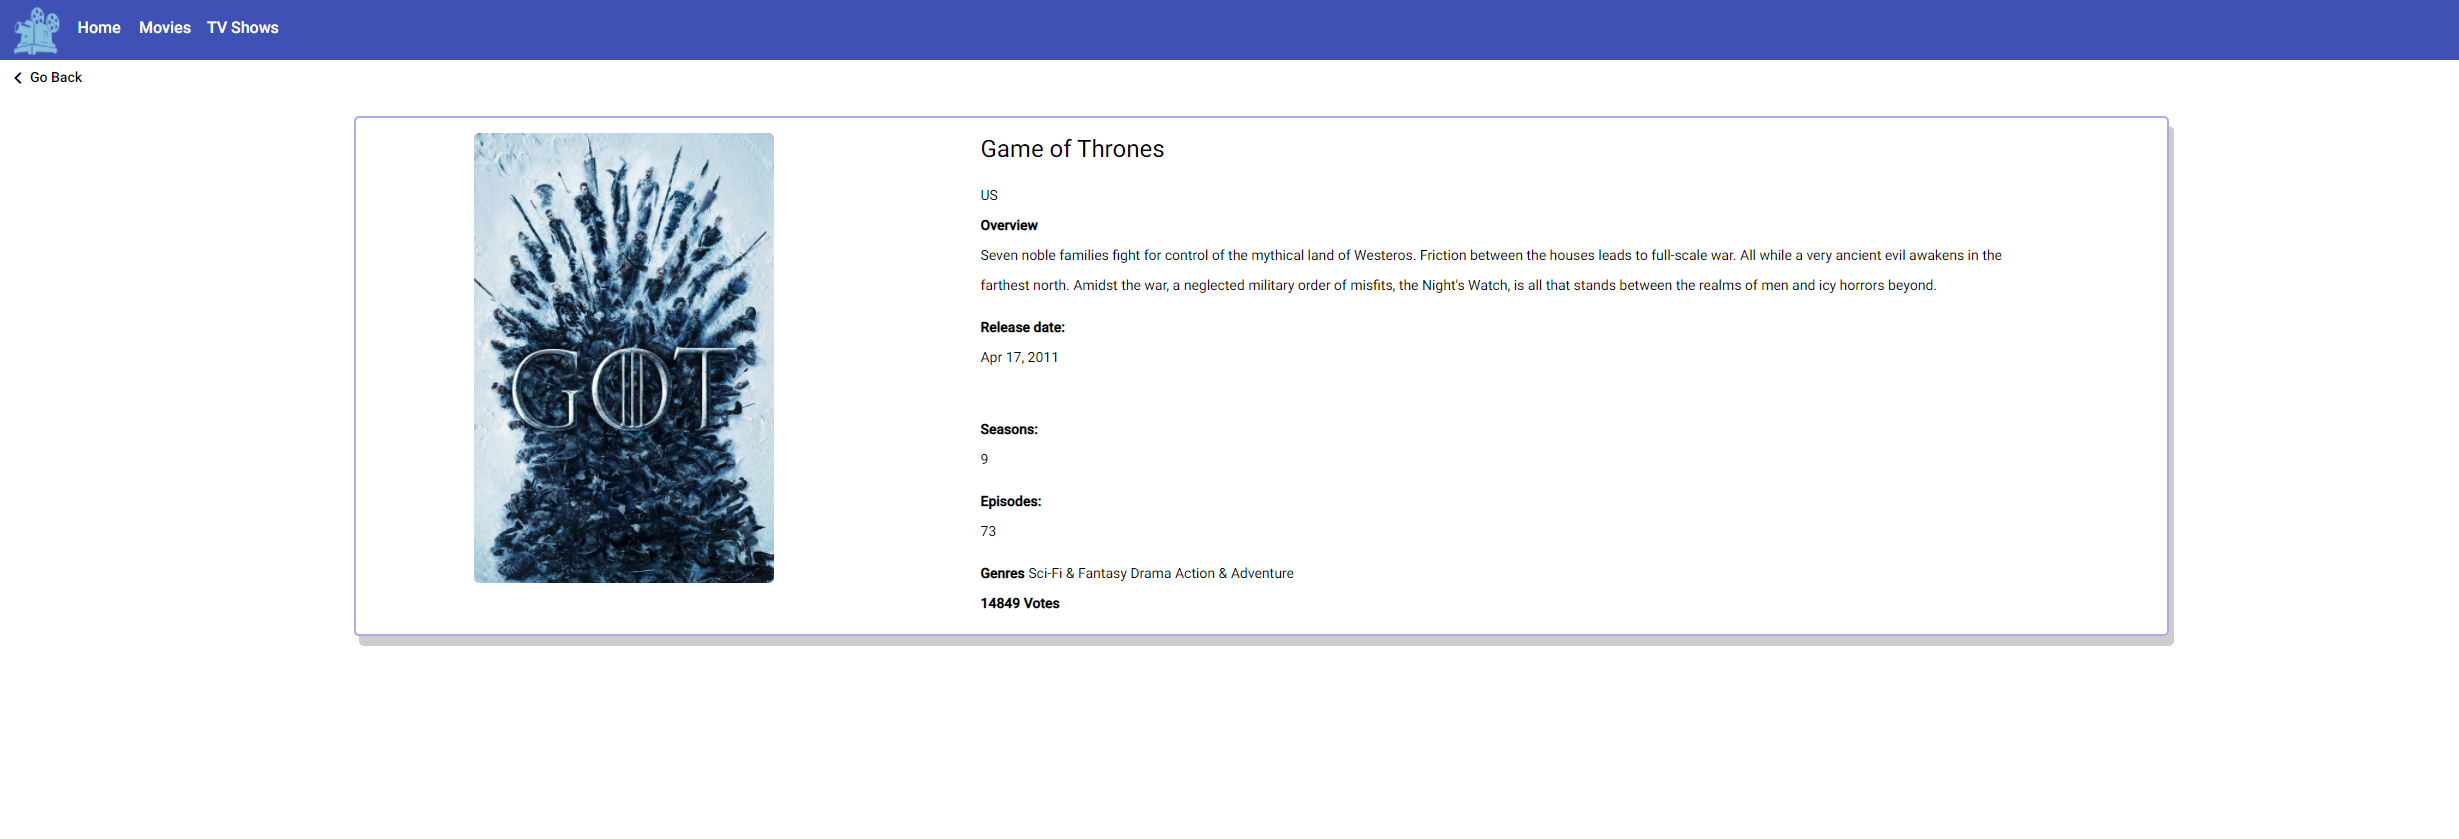 Home Movies TV Shows
Go Back
GOT
Game of Thrones
US
Overview
Seven noble families fight for control of the mythical land of Westeros. Friction between the houses leads to full-scale war. All while a very ancient evil awakens in the
farthest north. Amidst the war, a neglected military order of misfits, the Night's Watch, is all that stands between the realms of men and icy horrors beyond.
Release date:
Apr 17, 2011
Seasons:
9
Episodes:
73
Genres Sci-Fi & Fantasy Drama Action & Adventure
14849 Votes